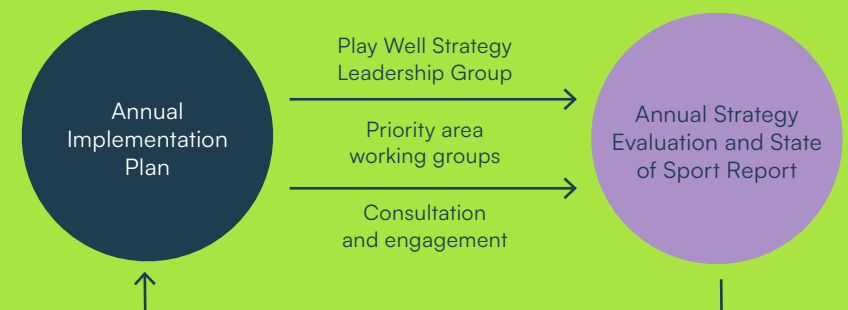 Annual
Implementation
Plan
Play Well Strategy
Leadership Group
Priority area
working groups
Consultation
and engagement
Annual Strategy
Evaluation and State
of Sport Report